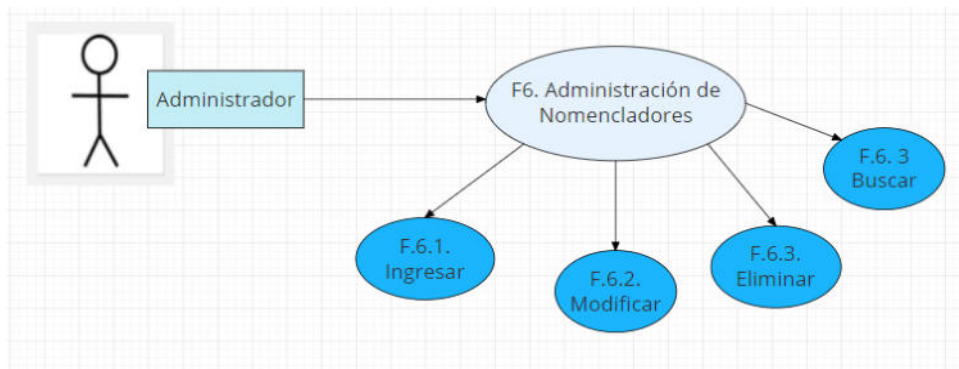 Administrador
F6. Administración de
Nomencladores
F.6. 3
Buscar
F.6.1.
Ingresar
F.6.2.
Modificar
F.6.3.
Eliminar